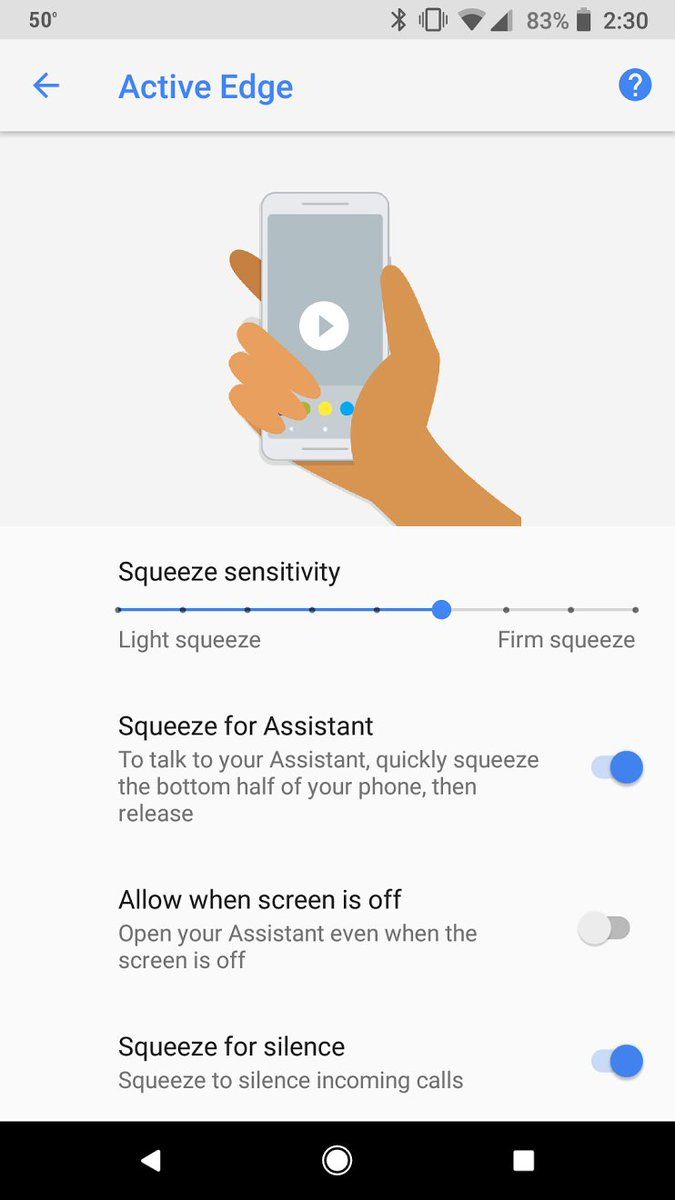 50°
83% 2:30
Active Edge
?
Squeeze sensitivity
Light squeeze
Firm squeeze
Squeeze for Assistant
To talk to your Assistant, quickly squeeze
the bottom half of your phone, then
release
Allow when screen is off
Open your Assistant even when the
screen is off
Squeeze for silence
Squeeze to silence incoming calls